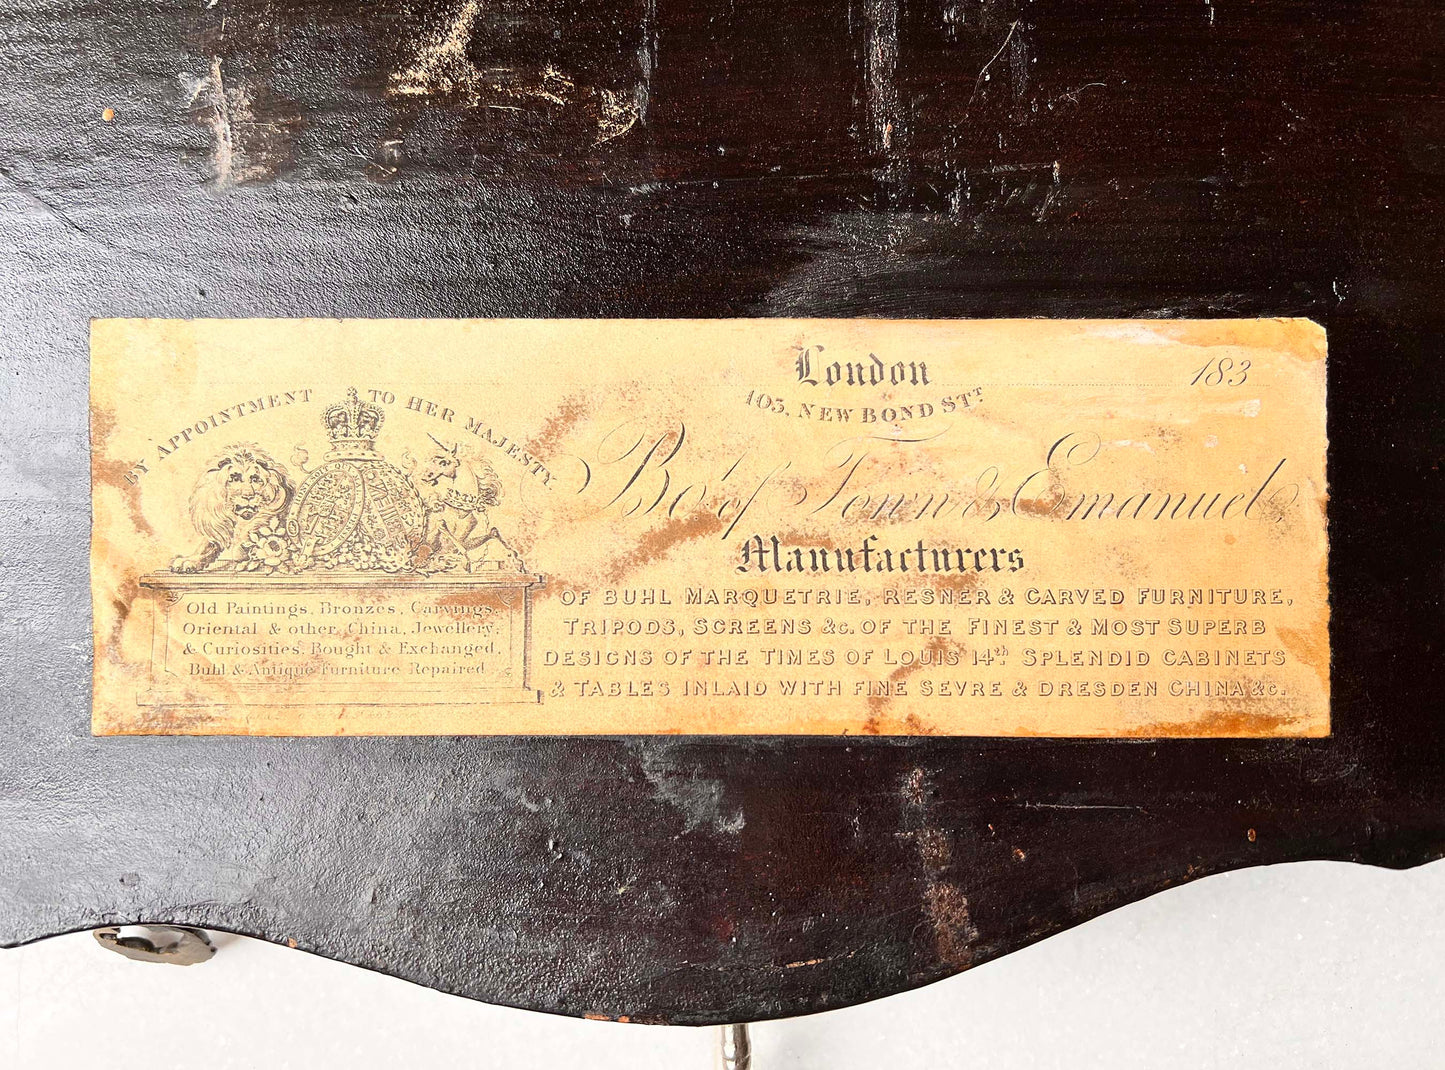 London 183
103, NEW BOND ST.
BY APPOINTMENT TO HER MAJESTY.
Bo.t of Town & Emanuel,
Manufacturers
OF BUHL MARQUETRIE, RESNER & CARVED FURNITURE,
TRIPODS, SCREENS &c. OF THE FINEST & MOST SUPERB
DESIGNS OF THE TIMES OF LOUIS 14th. SPLENDID CABINETS
& TABLES INLAID WITH FINE SEVRE & DRESDEN CHINA &c.
Old Paintings, Bronzes, Carvings,
Oriental & other China, Jewellery,
& Curiosities, Bought & Exchanged,
Buhl & Antique Furniture Repaired.